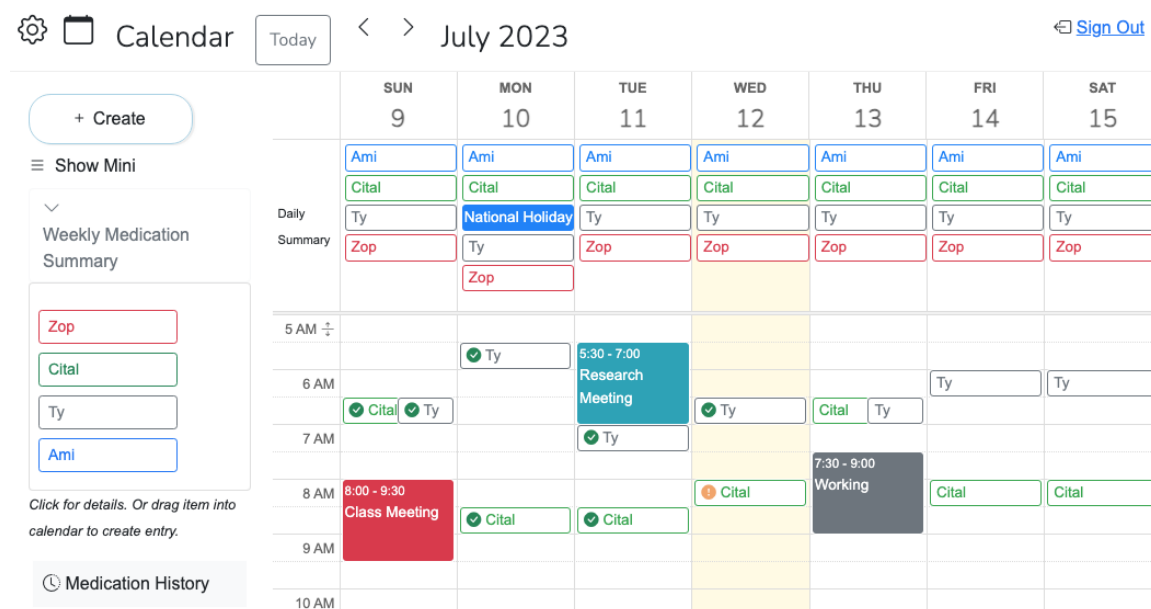 Calendar
Today
July 2023
Sign Out
+ Create
Show Mini
Weekly Medication
Summary
Zop
Cital
Ty
Ami
Click for details. Or drag item into
calendar to create entry.
Medication History
SUN MON TUE WED THU FRI SAT
9 10 11 12 13 14 15
Daily
Summary
Ami Ami Ami Ami Ami Ami Ami
Cital Cital Cital Cital Cital Cital Cital
Ty National Holiday Ty Ty Ty Ty Ty
Zop Ty Zop Zop Zop Zop Zop
Zop
5 AM
Ty 5:30 - 7:00
Research
Meeting
6 AM Ty Ty
Cital Ty Ty Cital Ty
7 AM Ty
7:30 - 9:00
Working
8 AM 8:00 - 9:30 Cital Cital Cital
Class Meeting Cital Cital
9 AM
10 AM